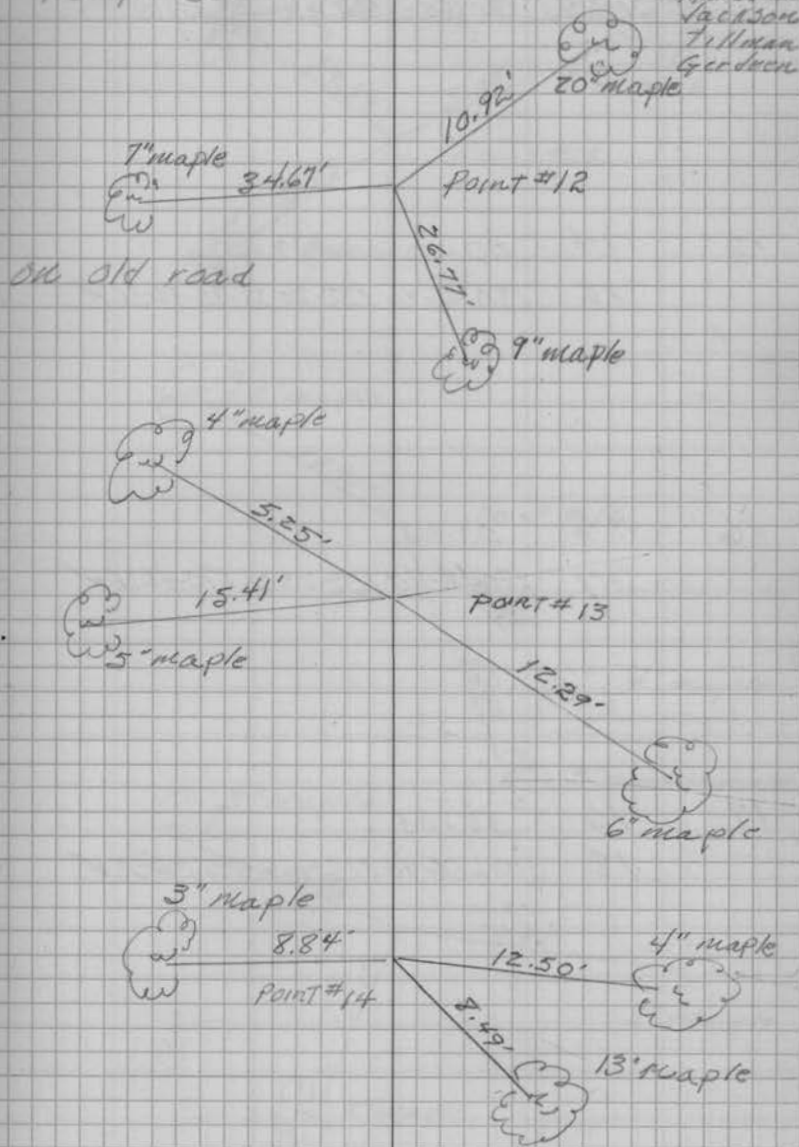 Jackson
Tillman
20" maple
10.92'
7" maple
34.67'
Point #12
26.77'
on old road
9" maple
4" maple
5.25'
15.41'
point #13
5" maple
12.29'
6" maple
3" maple
8.84'
12.50'
4" maple
Point #14
8.49'
13" maple